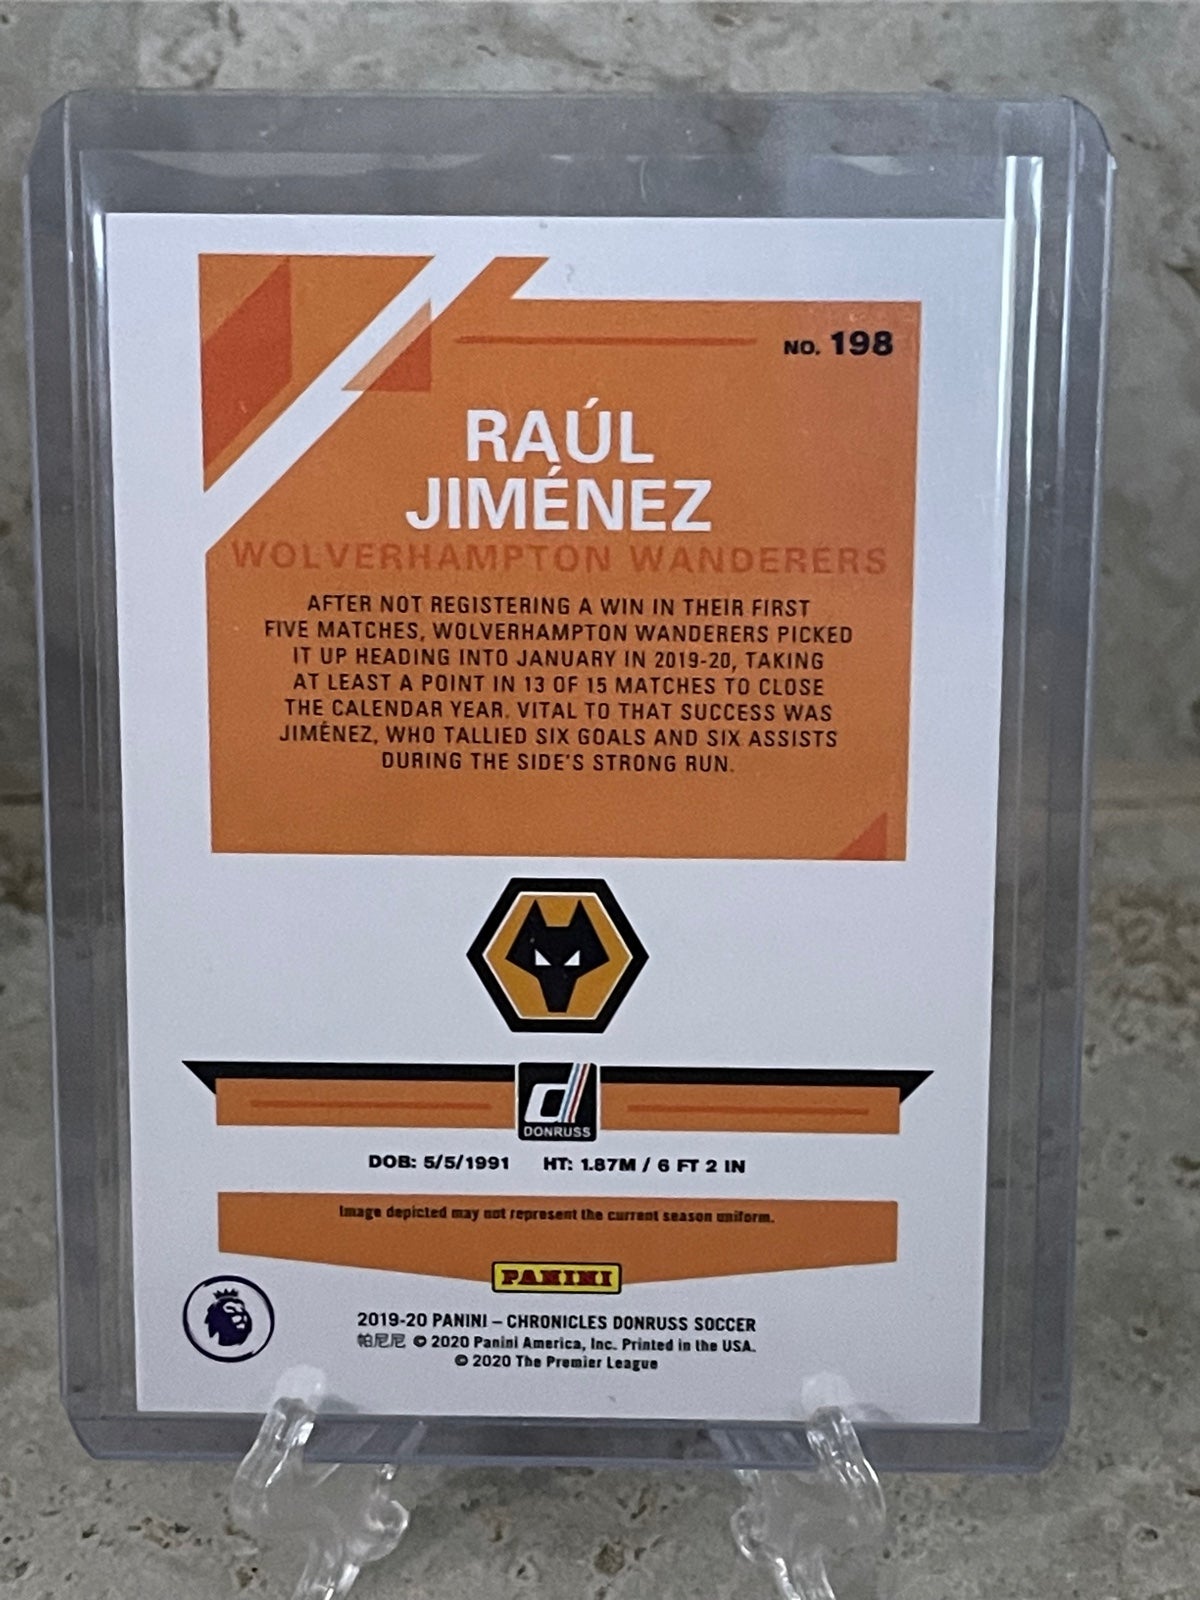 NO. 198
RAÚL
JIMÉNEZ
WOLVERHAMPTON WANDERERS
AFTER NOT REGISTERING A WIN IN THEIR FIRST
FIVE MATCHES, WOLVERHAMPTON WANDERERS PICKED
IT UP HEADING INTO JANUARY IN 2019-20, TAKING
AT LEAST A POINT IN 13 OF 15 MATCHES TO CLOSE
THE CALENDAR YEAR. VITAL TO THAT SUCCESS WAS
JIMÉNEZ, WHO TALLIED SIX GOALS AND SIX ASSISTS
DURING THE SIDE'S STRONG RUN.
d
DONRUSS
DOB: 5/5/1991 HT: 1.87M / 6 FT 2 IN
Image depicted may not represent the current season uniform.
PANINI
2019-20 PANINI – CHRONICLES DONRUSS SOCCER
帕尼尼 © 2020 Panini America, Inc. Printed in the USA.
© 2020 The Premier League